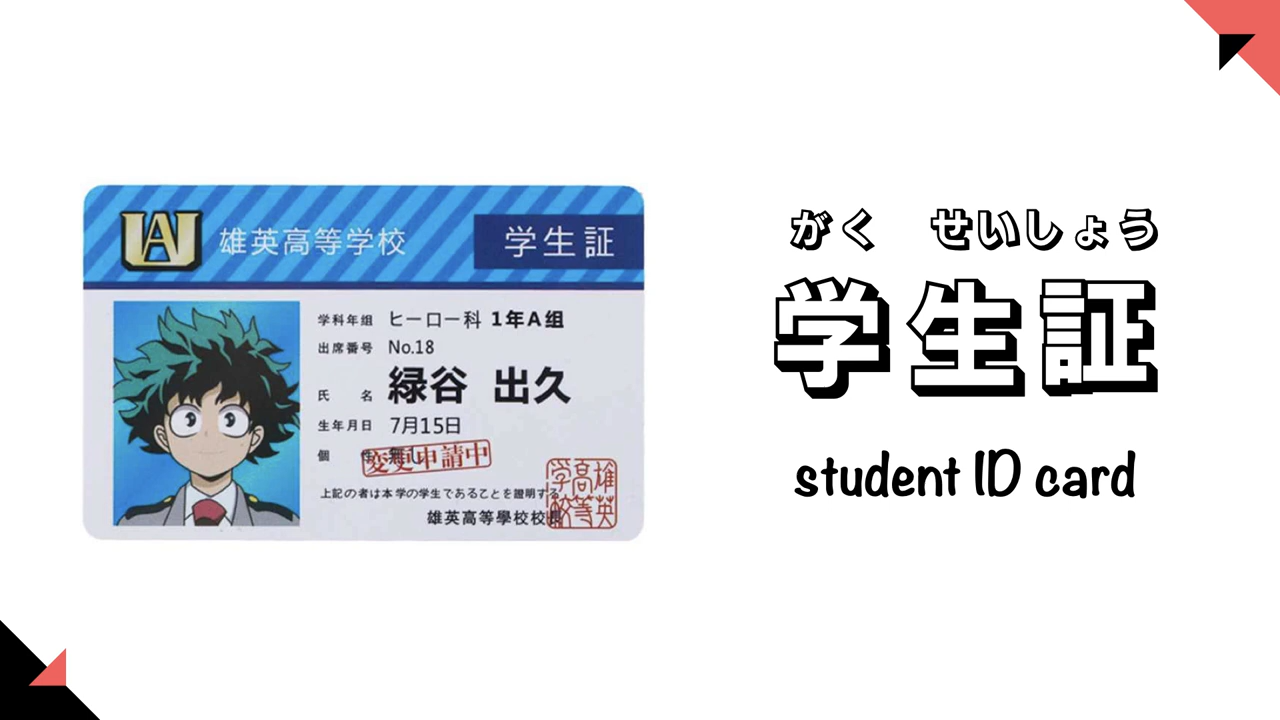 UA 雄英高等学校 学生証
学科年組 ヒーロー科 1年A組
出席番号 No.18
氏 名 緑谷 出久
生年月日 7月15日
個 性 無し
変更申請中
上記の者は本学の学生であることを證明する
雄英高等學校校長
雄英高等学校
がく せいしょう
学生証
student ID card